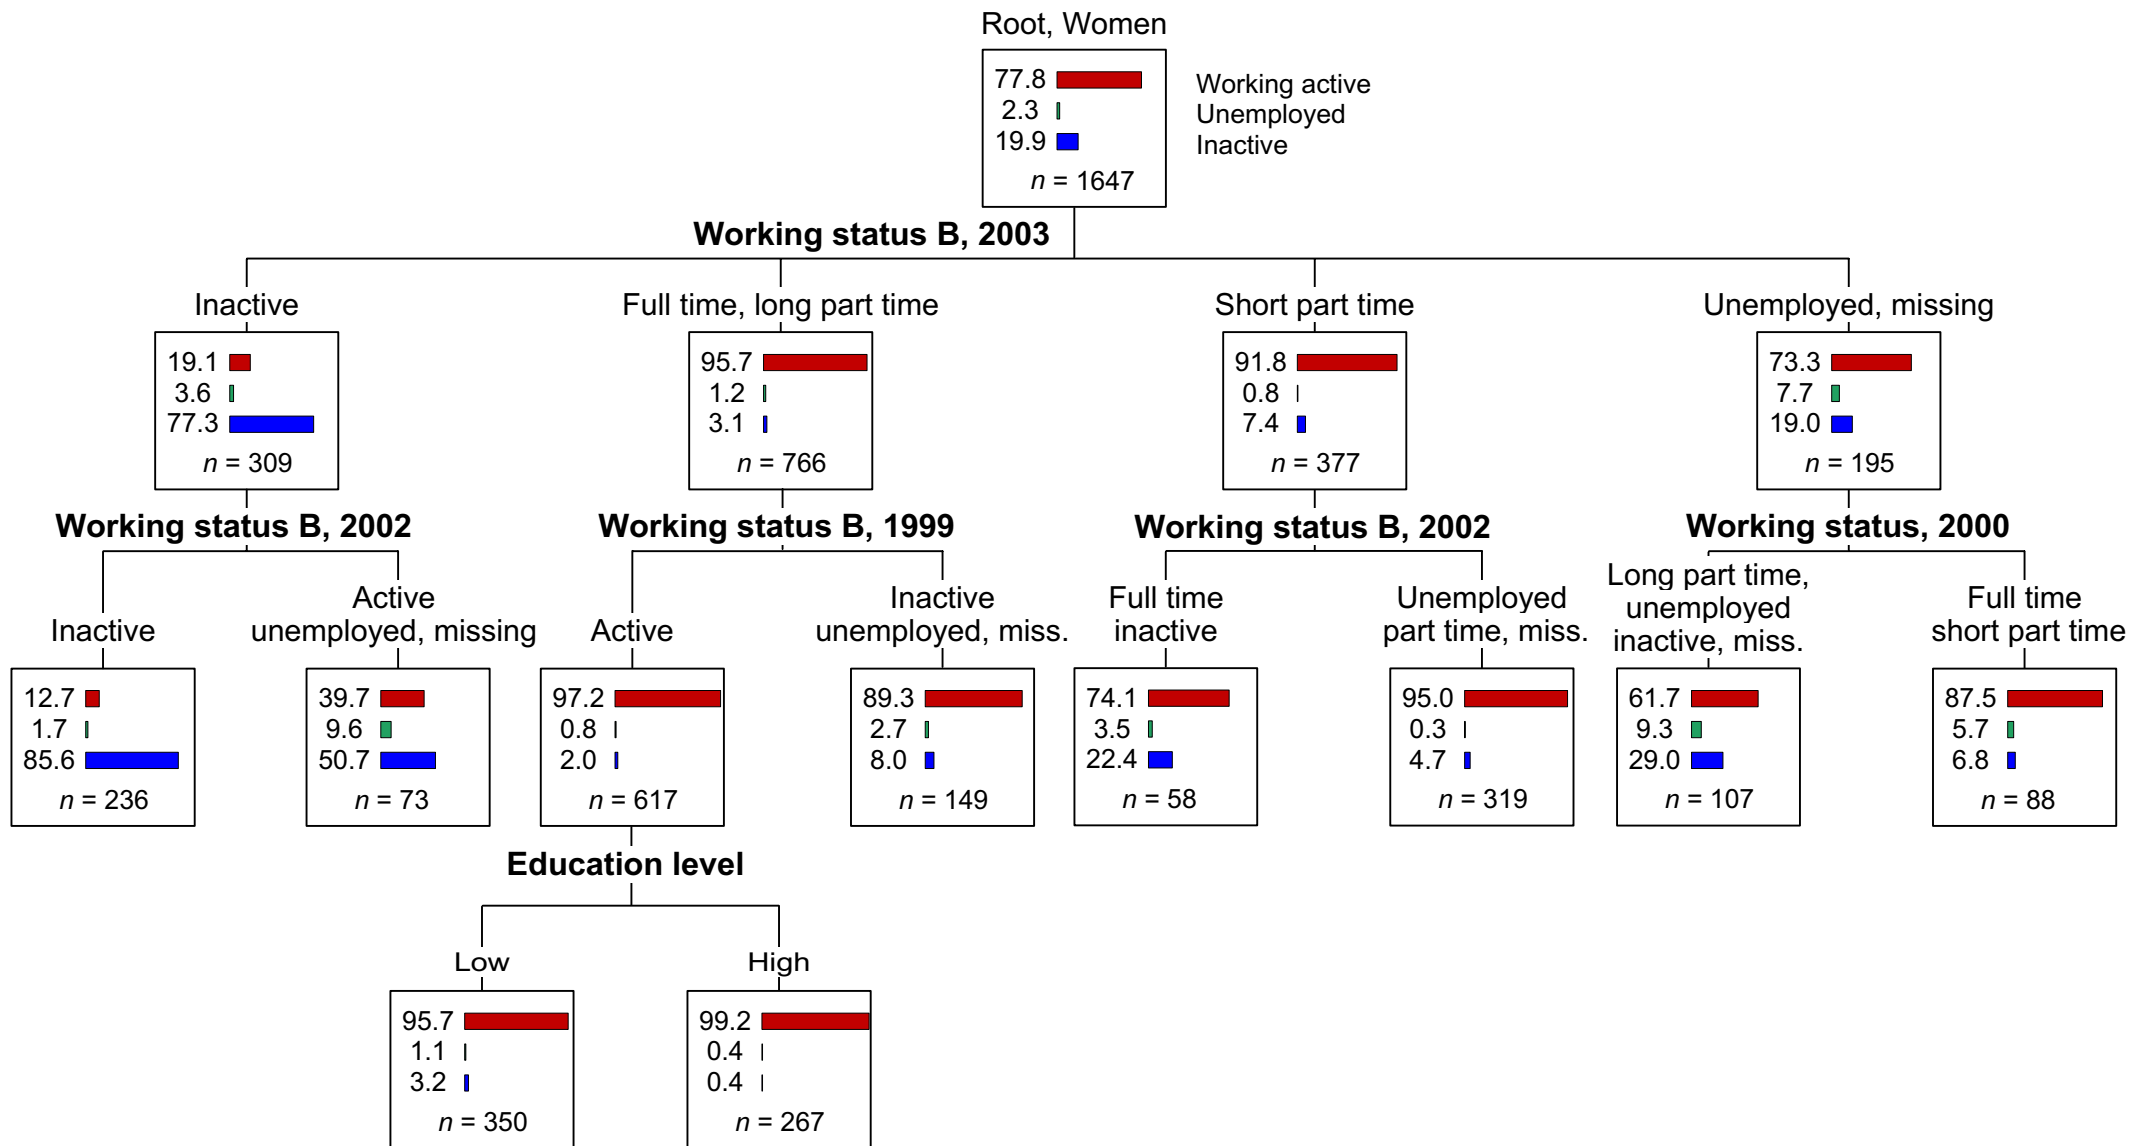 Root, Women
77.8
2.3
19.9
n = 1647
Working active
Unemployed
Inactive
Working status B, 2003
Inactive
19.1
3.6
77.3
n = 309
Full time, long part time
95.7
1.2
3.1
n = 766
Short part time
91.8
0.8
7.4
n = 377
Unemployed, missing
73.3
7.7
19.0
n = 195
Working status B, 2002
Inactive
12.7
1.7
85.6
n = 236
Active
unemployed, missing
39.7
9.6
50.7
n = 73
Working status B, 1999
Active
97.2
0.8
2.0
n = 617
Inactive
unemployed, miss.
89.3
2.7
8.0
n = 149
Working status B, 2002
Full time
inactive
74.1
3.5
22.4
n = 58
Unemployed
part time, miss.
95.0
0.3
4.7
n = 319
Working status, 2000
Long part time,
unemployed
inactive, miss.
61.7
9.3
29.0
n = 107
Full time
short part time
87.5
5.7
6.8
n = 88
Education level
Low
95.7
1.1
3.2
n = 350
High
99.2
0.4
0.4
n = 267